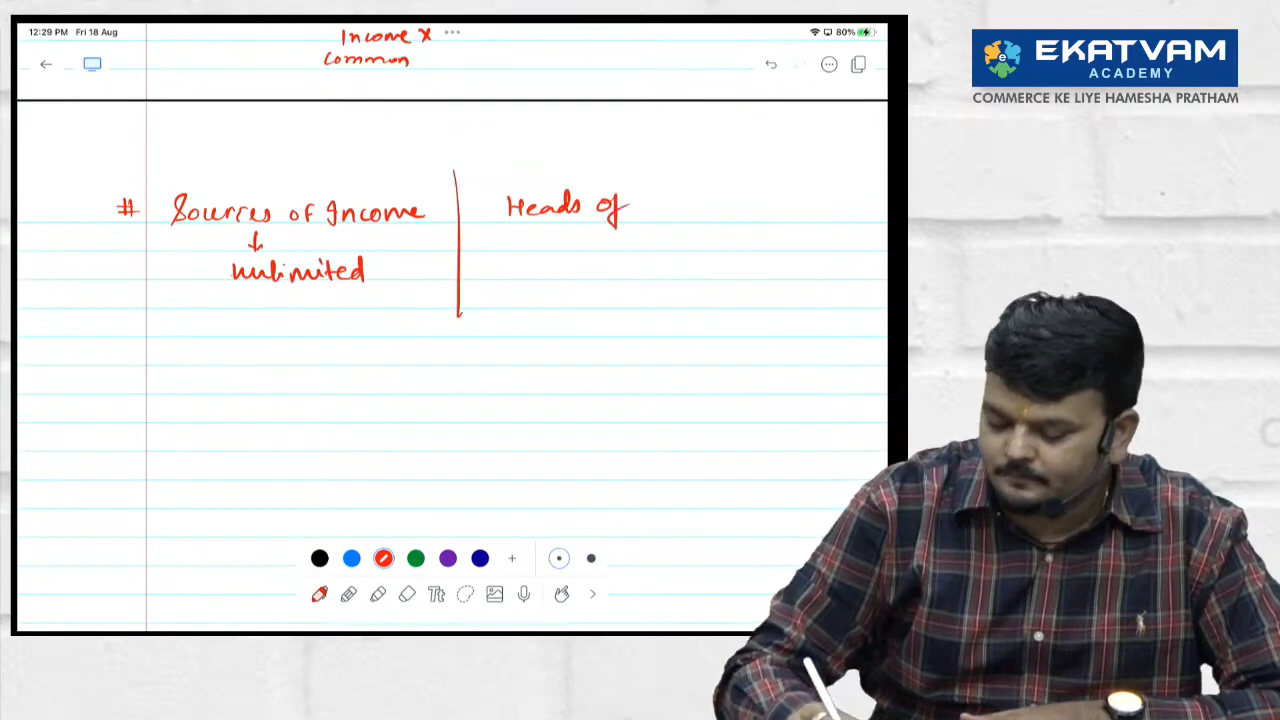 12:29 PM Fri 18 Aug
Income x
80%
common
EKATVAM
ACADEMY
COMMERCE KE LIYE HAMESHA PRATHAM
# Sources of Income
Heads of
↓
unlimited
Tt